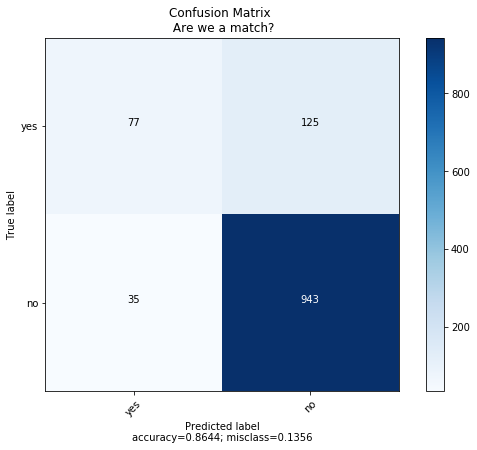 Confusion Matrix
Are we a match?
yes
77
125
800
600
True label
400
no
35
943
200
yes
no
Predicted label
accuracy=0.8644; misclass=0.1356